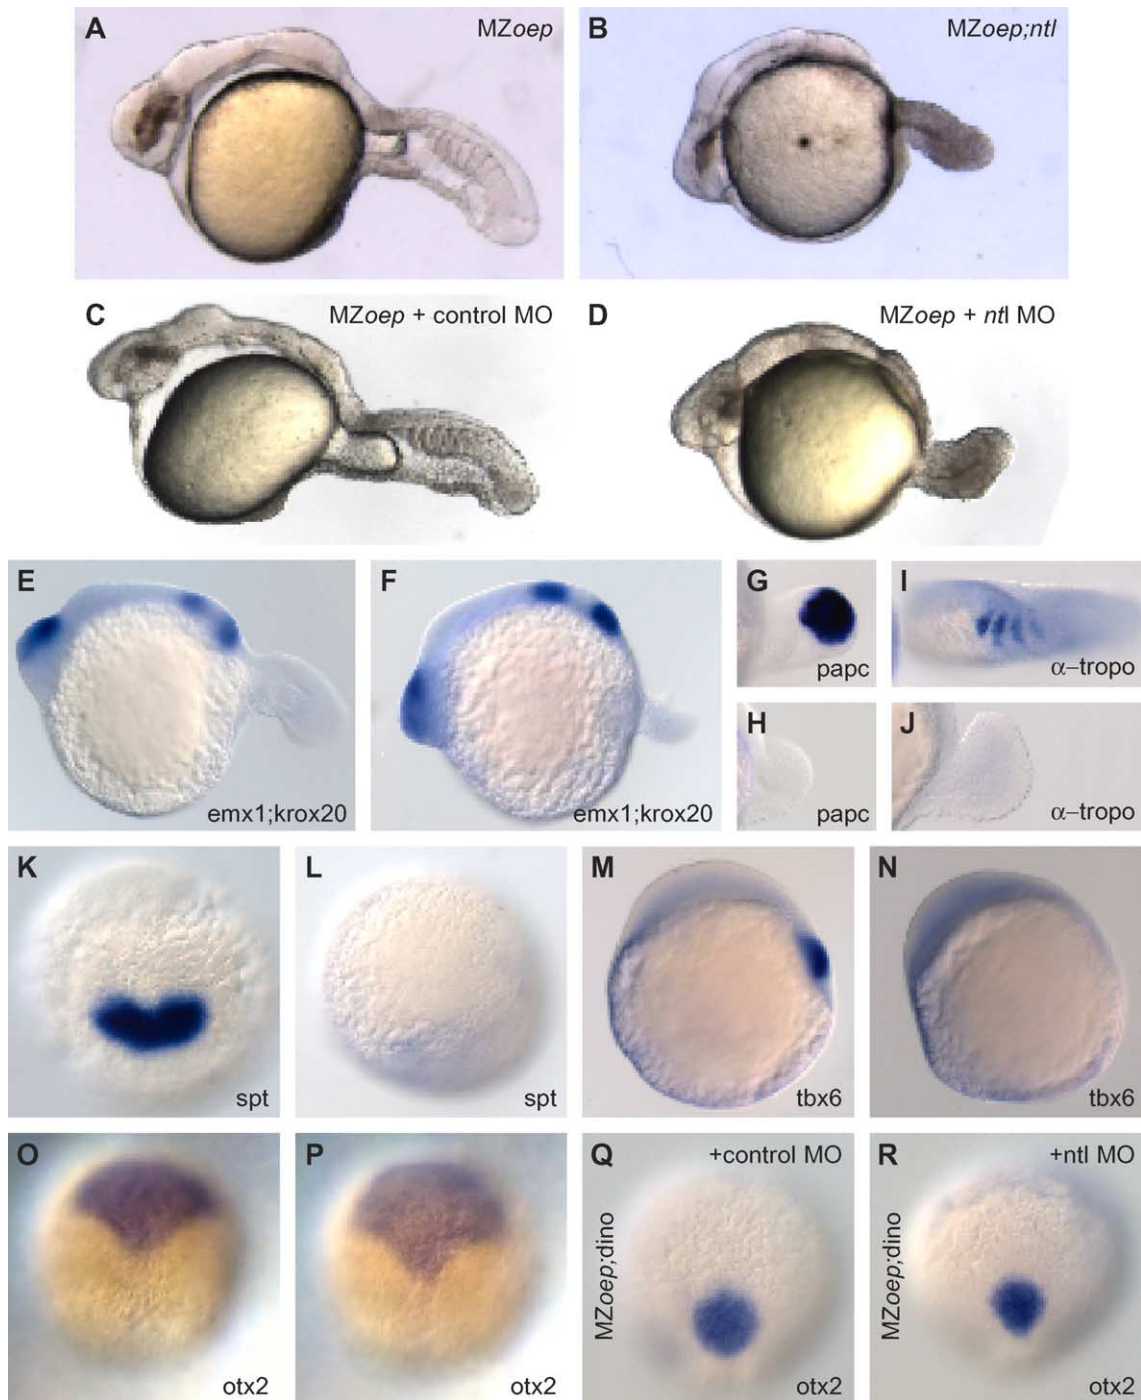 A MZoep
B MZoep;ntl
C MZoep + control MO
D MZoep + ntl MO
E emx1;krox20
F emx1;krox20
G papc
I α–tropo
H papc
J α–tropo
K spt
L spt
M tbx6
N tbx6
O otx2
P otx2
Q +control MO
MZoep;dino
otx2
R +ntl MO
MZoep;dino
otx2